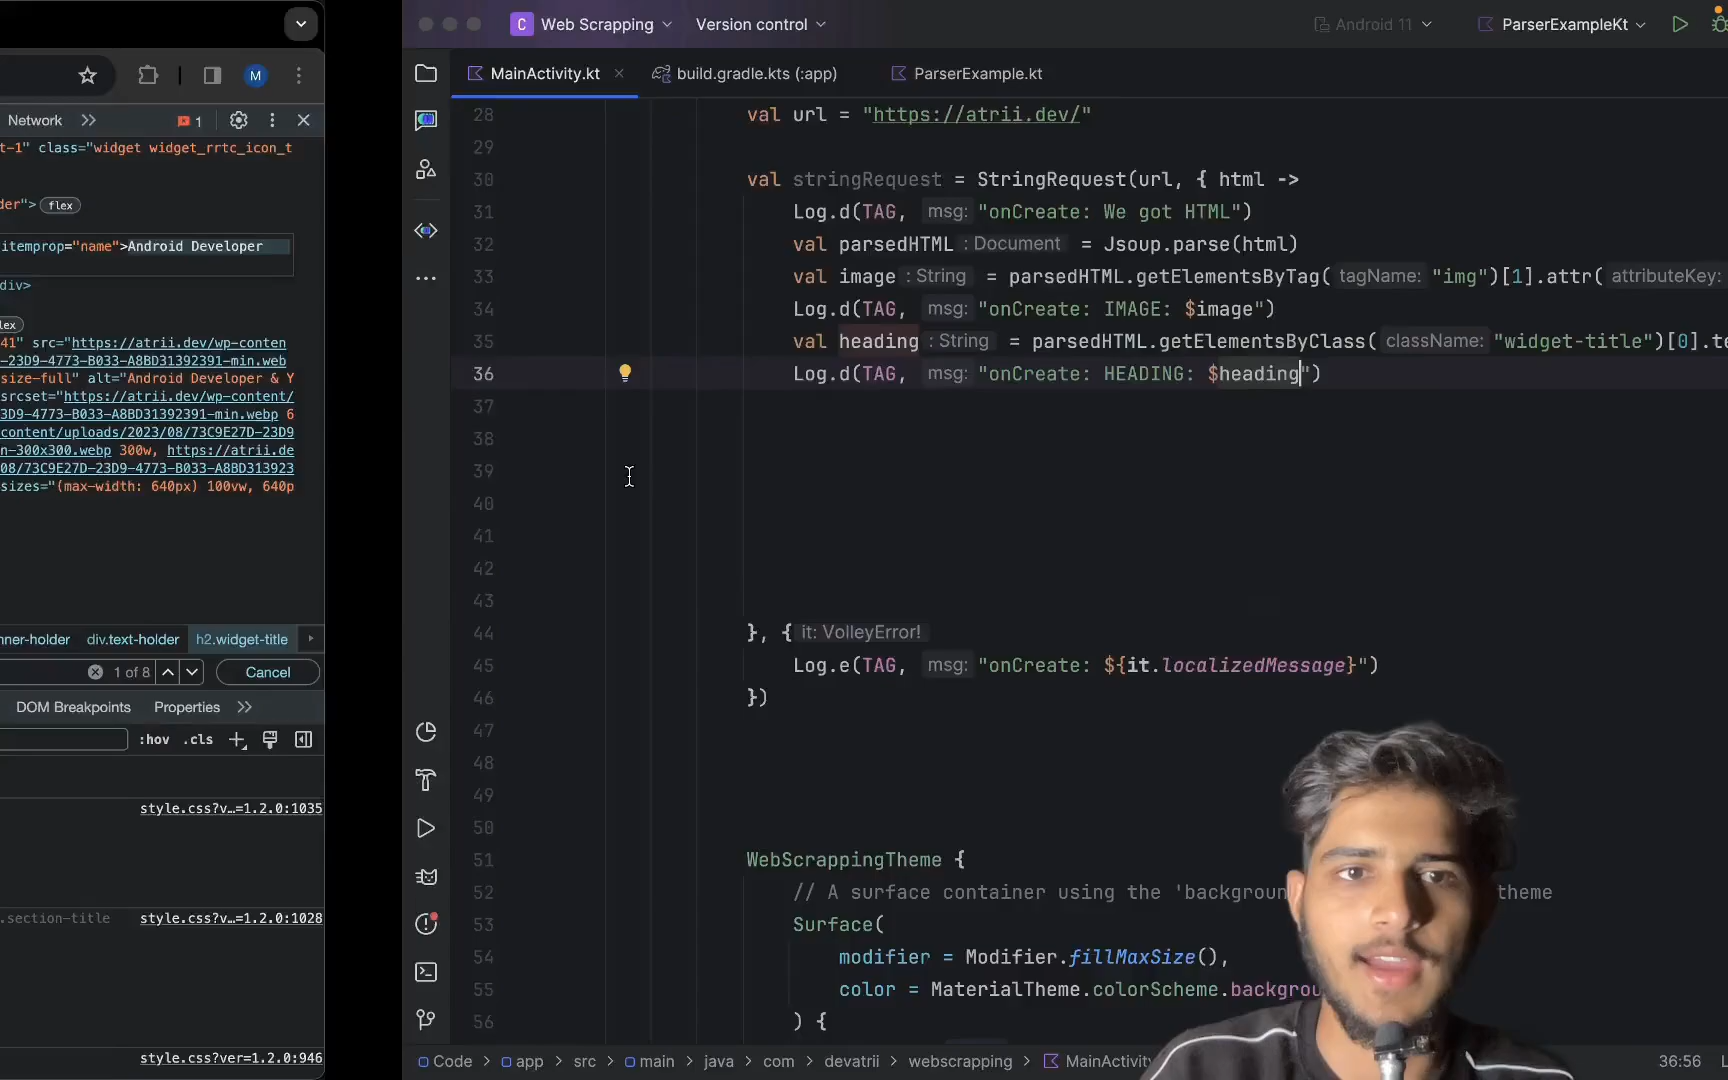 Network
1
t-1" class="widget widget_rrtc_icon_t
der"> flex
itemprop="name">Android Developer
div>
lex
41" src="https://atrii.dev/wp-conten
-23D9-4773-B033-A8BD31392391-min.web
size-full" alt="Android Developer & Y
srcset="https://atrii.dev/wp-content/
3D9-4773-B033-A8BD31392391-min.webp 6
content/uploads/2023/08/73C9E27D-23D9
n-300x300.webp 300w, https://atrii.de
08/73C9E27D-23D9-4773-B033-A8BD313923
sizes="(max-width: 640px) 100vw, 640p
ner-holder div.text-holder h2.widget-title
1 of 8 Cancel
DOM Breakpoints Properties
:hov .cls
style.css?v…=1.2.0:1035
.section-title style.css?v…=1.2.0:1028
style.css?ver=1.2.0:946
M
C Web Scrapping Version control Android 11 ParserExampleKt
MainActivity.kt build.gradle.kts (:app) ParserExample.kt
28 val url = "https://atrii.dev/"
29
30 val stringRequest = StringRequest(url, { html ->
31 Log.d(TAG, msg: "onCreate: We got HTML")
32 val parsedHTML : Document = Jsoup.parse(html)
33 val image : String = parsedHTML.getElementsByTag( tagName: "img")[1].attr( attributeKey:
34 Log.d(TAG, msg: "onCreate: IMAGE: $image")
35 val heading : String = parsedHTML.getElementsByClass( className: "widget-title")[0].te
36 Log.d(TAG, msg: "onCreate: HEADING: $heading")
37
38
39
40
41
42
43
44 }, { it: VolleyError!
45 Log.e(TAG, msg: "onCreate: ${it.localizedMessage}")
46 })
47
48
49
50
51 WebScrappingTheme {
52 // A surface container using the 'backgroun theme
53 Surface(
54 modifier = Modifier.fillMaxSize(),
55 color = MaterialTheme.colorScheme.backgrou
56 ) {
Code > app > src > main > java > com > devatrii > webscrapping > MainActivity
36:56